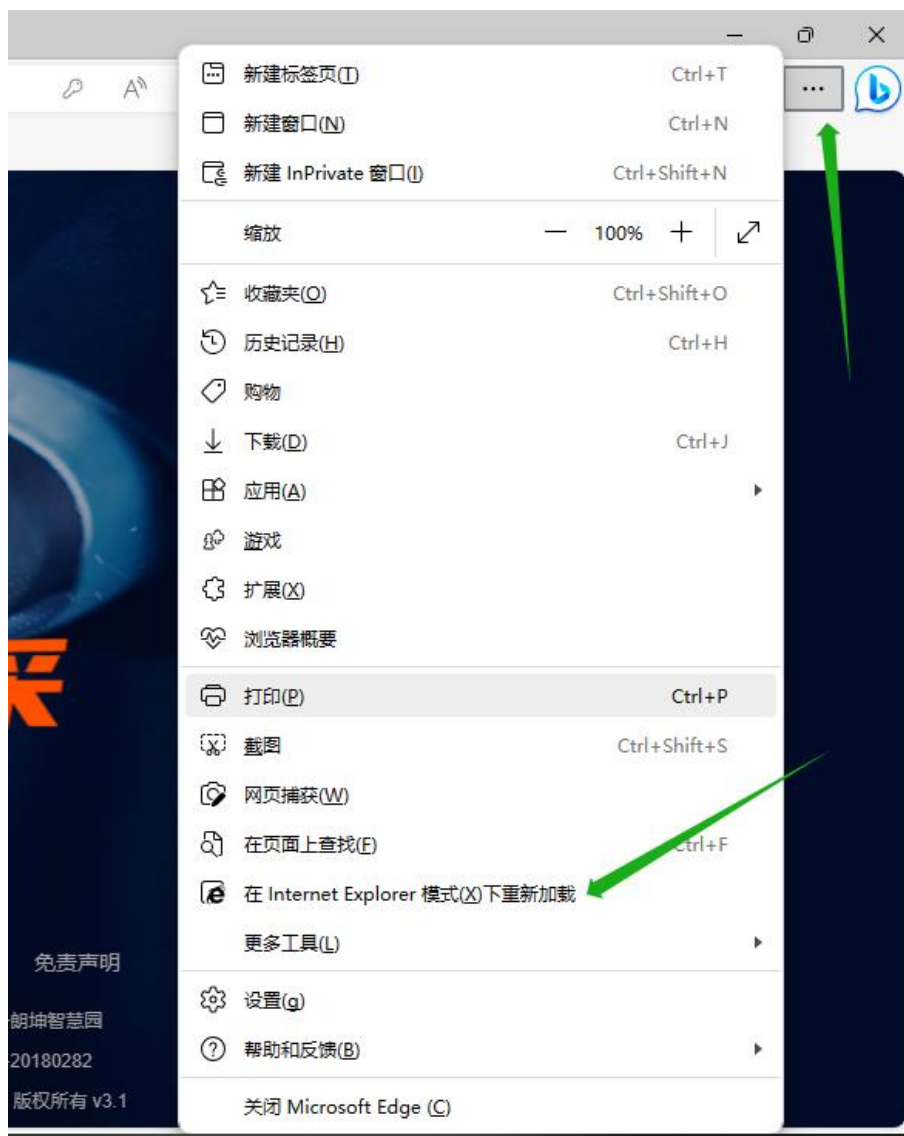 新建标签页(T) Ctrl+T
新建窗口(N) Ctrl+N
新建 InPrivate 窗口(I) Ctrl+Shift+N
缩放 100%
收藏夹(O) Ctrl+Shift+O
历史记录(H) Ctrl+H
购物
下载(D) Ctrl+J
应用(A)
游戏
扩展(X)
浏览器概要
采
打印(P) Ctrl+P
截图 Ctrl+Shift+S
网页捕获(W)
在页面上查找(F) Ctrl+F
在 Internet Explorer 模式(X)下重新加载
更多工具(L)
免责声明
设置(g)
朗坤智慧园
帮助和反馈(B)
-20180282
版权所有 v3.1
关闭 Microsoft Edge (C)